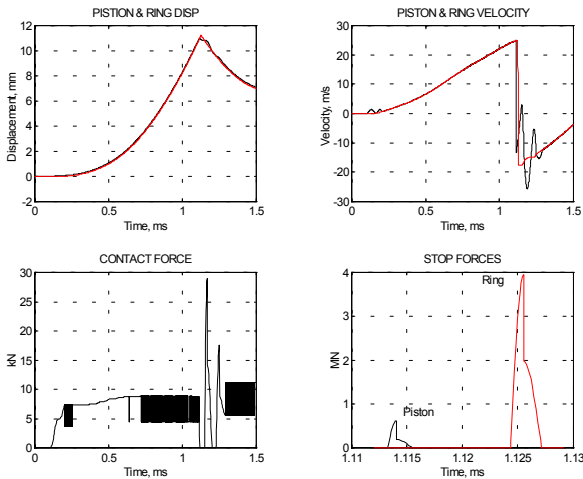 PISTION & RING DISP
12
10
8
6
4
2
0
-2
Displacement, mm
0 0.5 1 1.5
Time, ms
PISTON & RING VELOCITY
30
20
10
0
-10
-20
-30
Velocity, m/s
0 0.5 1 1.5
Time, ms
CONTACT FORCE
30
25
20
15
10
5
0
kN
0 0.5 1 1.5
Time, ms
STOP FORCES
4
3
2
1
0
MN
Ring
Piston
1.11 1.115 1.12 1.125 1.13
Time, ms